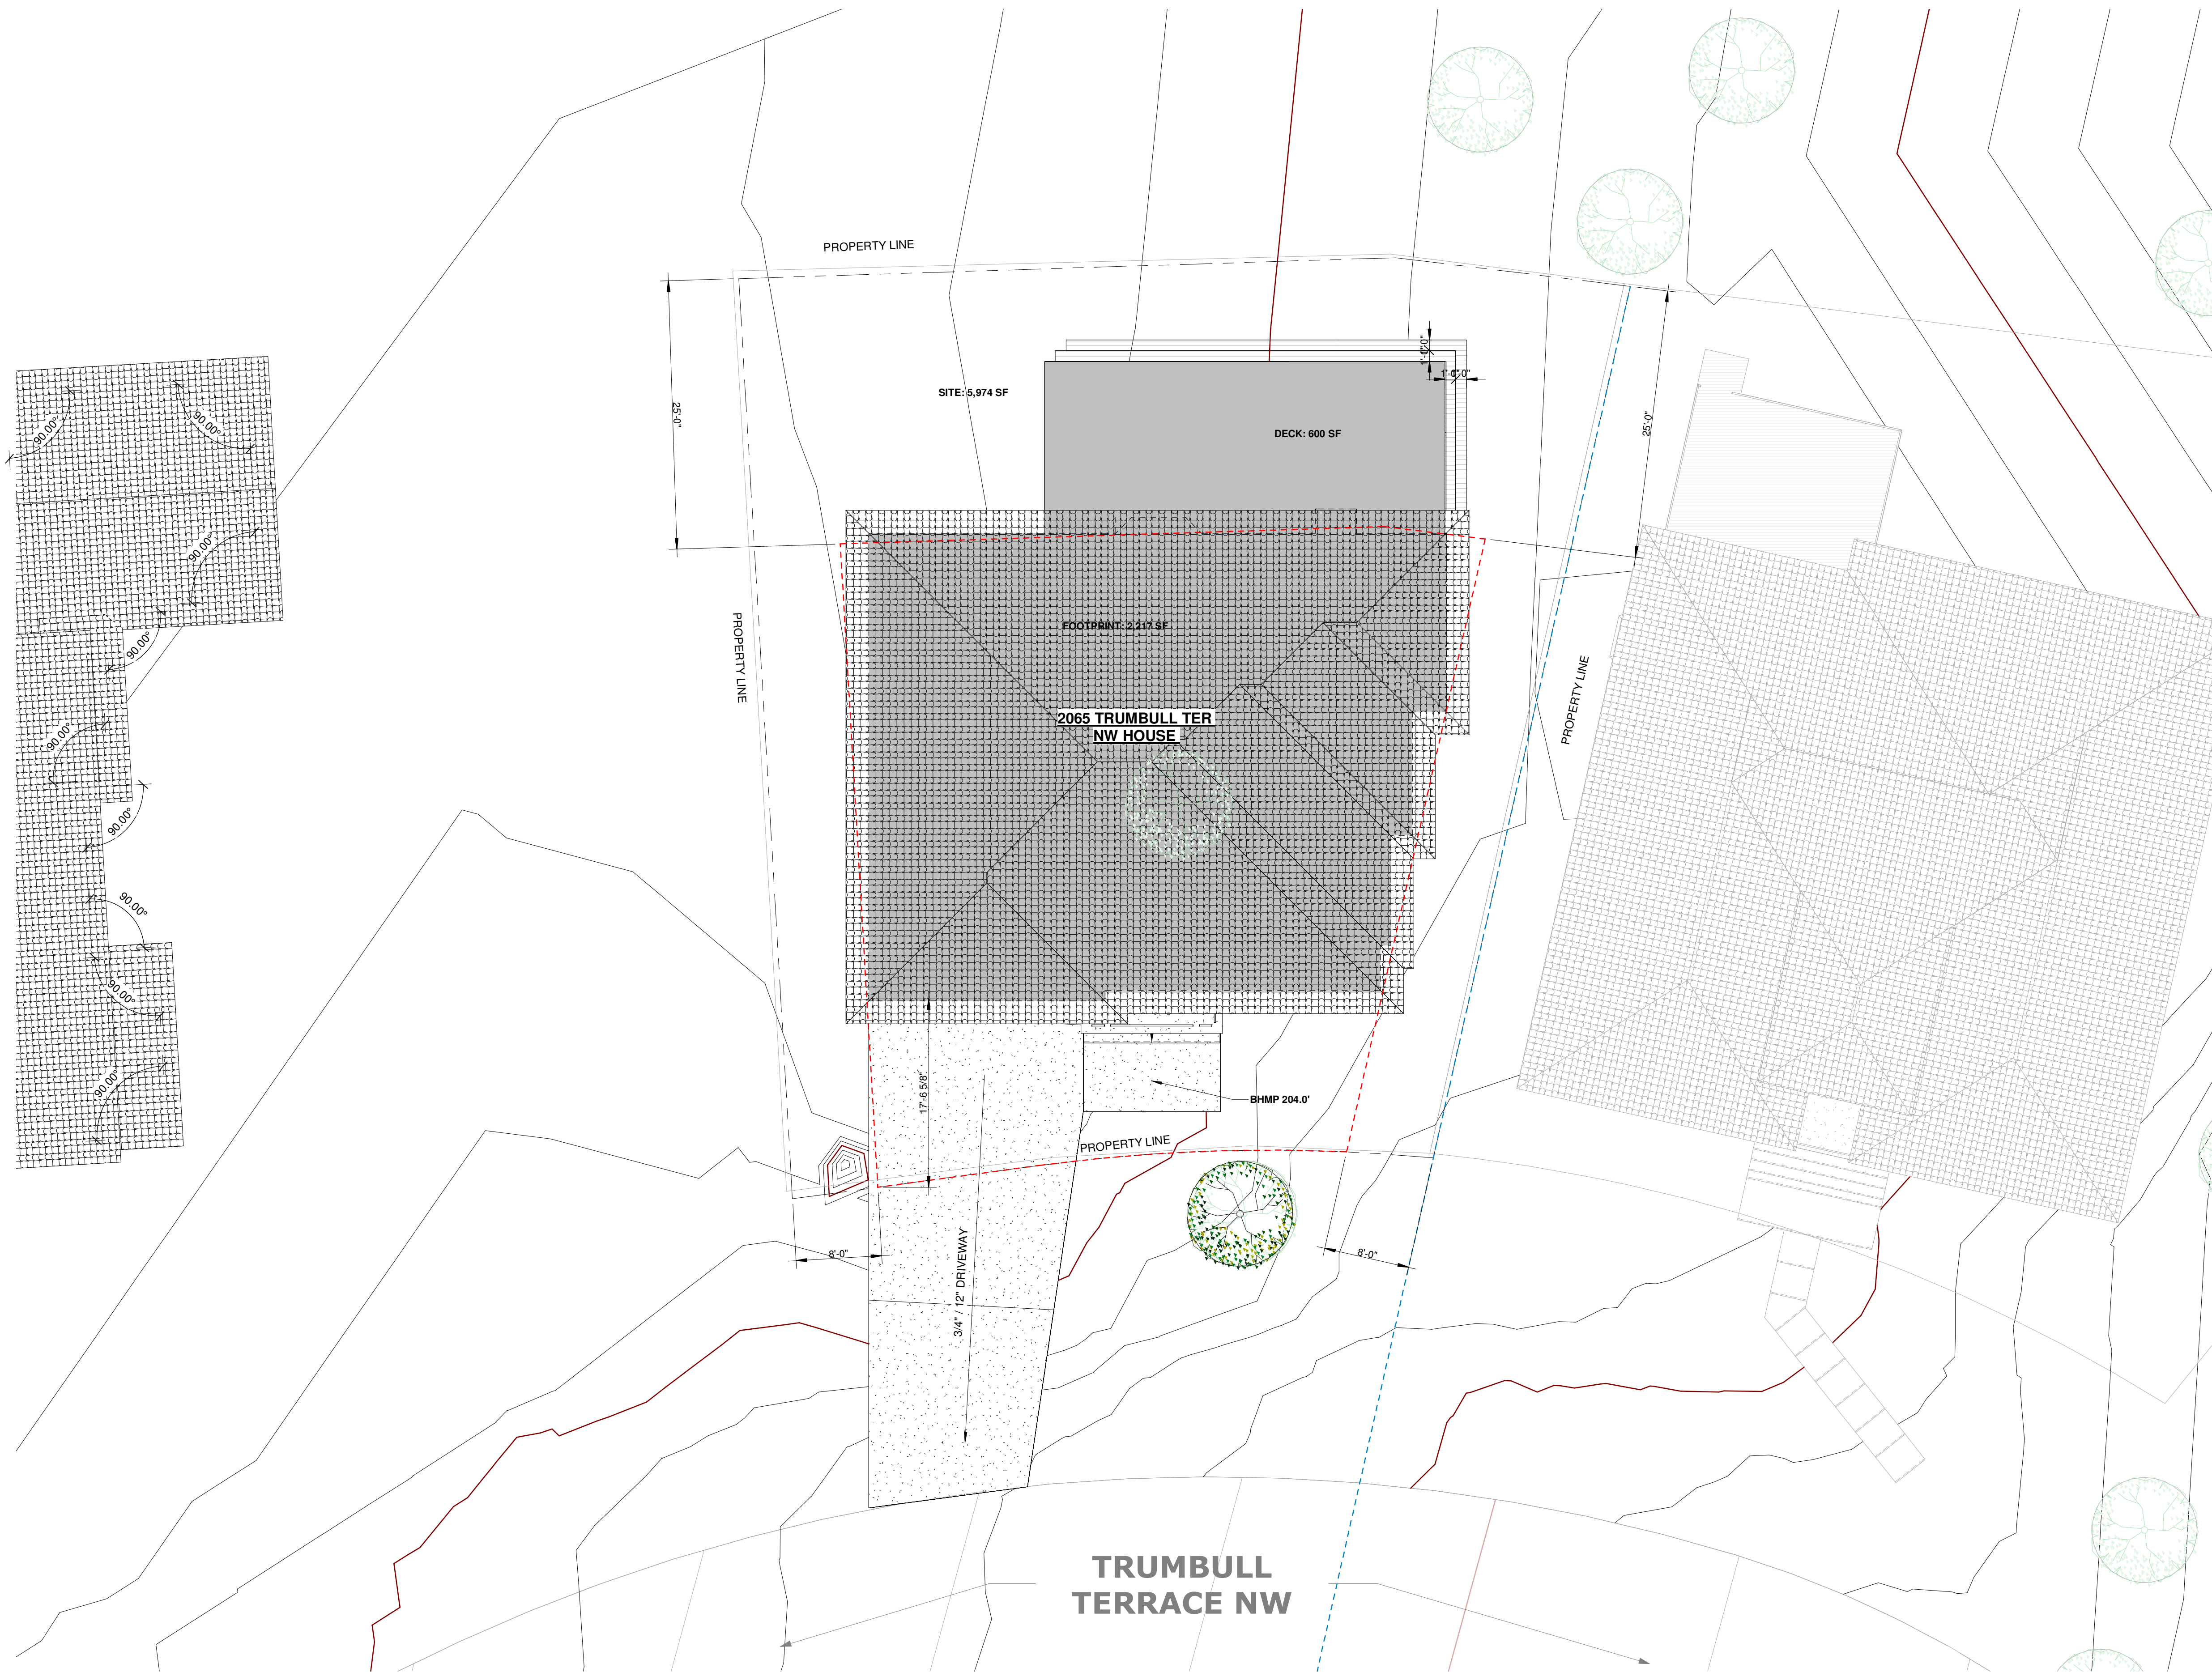 PROPERTY LINE
1'-0"
25'-0"
SITE: 5,974 SF
DECK: 600 SF
25'-0"
90.00°
90.00°
90.00°
90.00°
90.00°
90.00°
90.00°
90.00°
90.00°
FOOTPRINT: 2,217 SF
PROPERTY LINE
PROPERTY LINE
2065 TRUMBULL TER
NW HOUSE
17'-6 5/8"
BHMP 204.0'
PROPERTY LINE
8'-0"
8'-0"
3/4" / 12" DRIVEWAY
TRUMBULL
TERRACE NW